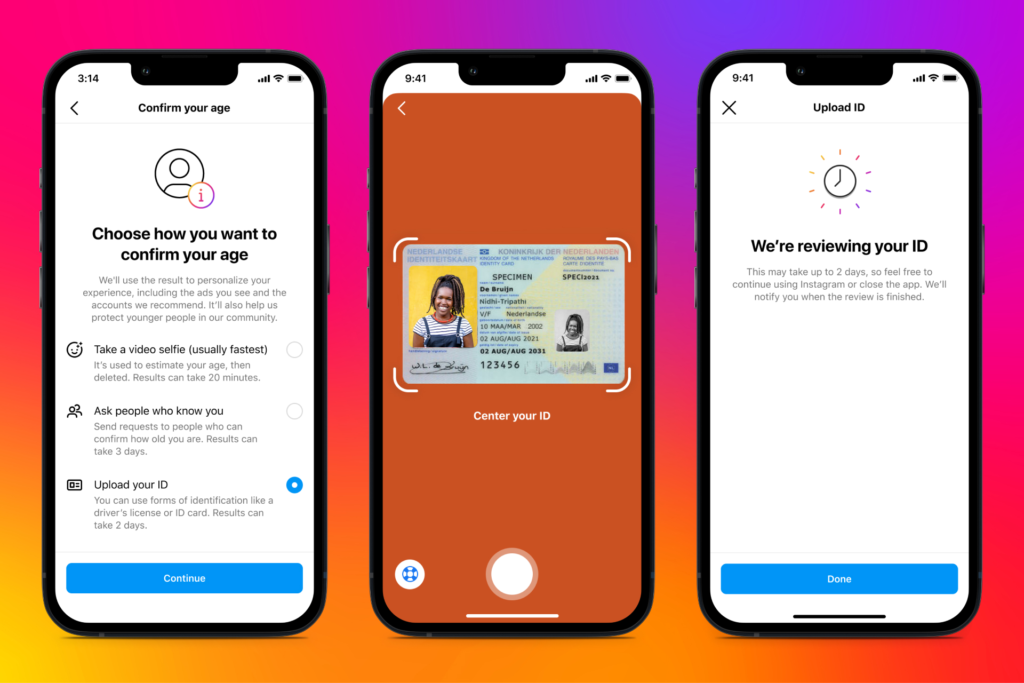 3:14
Confirm your age
Choose how you want to
confirm your age
We'll use the result to personalize your
experience, including the ads you see and the
accounts we recommend. It'll also help us
protect younger people in our community.
Take a video selfie (usually fastest)
It's used to estimate your age, then
deleted. Results can take 20 minutes.
Ask people who know you
Send requests to people who can
confirm how old you are. Results can
take 3 days.
Upload your ID
You can use forms of identification like a
driver's license or ID card. Results can
take 2 days.
Continue
9:41
NEDERLANDSE
IDENTITEITSKAART
KONINKRIJK DER NEDERLANDEN
KINGDOM OF THE NETHERLANDS
IDENTITY CARD
ROYAUME DES PAYS-BAS
CARTE D'IDENTITÉ
SPECIMEN
SPECI2021
De Bruijn
Nidhi-Tripathi
V/F Nederlandse
10 MAA/MAR 2002
02 AUG/AUG 2021
02 AUG/AUG 2031
W.L. de Bruijn
123456
Center your ID
9:41
Upload ID
We're reviewing your ID
This may take up to 2 days, so feel free to
continue using Instagram or close the app. We'll
notify you when the review is finished.
Done